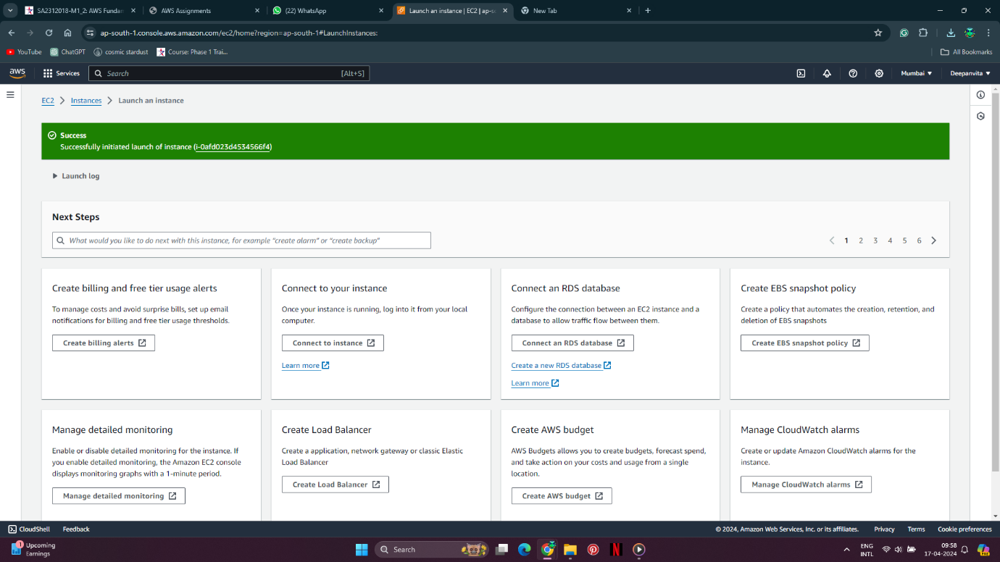 SA2312018-M1_2: AWS Fundan
AWS Assignments
(22) WhatsApp
Launch an instance | EC2 | ap-so
New Tab
ap-south-1.console.aws.amazon.com/ec2/home?region=ap-south-1#LaunchInstances:
YouTube
ChatGPT
cosmic stardust
Course: Phase 1 Trai...
All Bookmarks
aws
Services
Search
[Alt+S]
Mumbai
Deepanvita
EC2
Instances
Launch an instance
Success
Successfully initiated launch of instance (i-0afd023d4534566f4)
Launch log
Next Steps
What would you like to do next with this instance, for example "create alarm" or "create backup"
1 2 3 4 5 6
Create billing and free tier usage alerts
To manage costs and avoid surprise bills, set up email
notifications for billing and free tier usage thresholds.
Create billing alerts
Connect to your instance
Once your instance is running, log into it from your local
computer.
Connect to instance
Learn more
Connect an RDS database
Configure the connection between an EC2 instance and a
database to allow traffic flow between them.
Connect an RDS database
Create a new RDS database
Learn more
Create EBS snapshot policy
Create a policy that automates the creation, retention, and
deletion of EBS snapshots
Create EBS snapshot policy
Manage detailed monitoring
Enable or disable detailed monitoring for the instance. If
you enable detailed monitoring, the Amazon EC2 console
displays monitoring graphs with a 1-minute period.
Manage detailed monitoring
Create Load Balancer
Create a application, network gateway or classic Elastic
Load Balancer
Create Load Balancer
Create AWS budget
AWS Budgets allows you to create budgets, forecast spend,
and take action on your costs and usage from a single
location.
Create AWS budget
Manage CloudWatch alarms
Create or update Amazon CloudWatch alarms for the
instance.
Manage CloudWatch alarms
CloudShell
Feedback
© 2024, Amazon Web Services, Inc. or its affiliates.
Privacy
Terms
Cookie preferences
1
Upcoming
Earnings
Search
N
ENG
INTL
09:58
17-04-2024